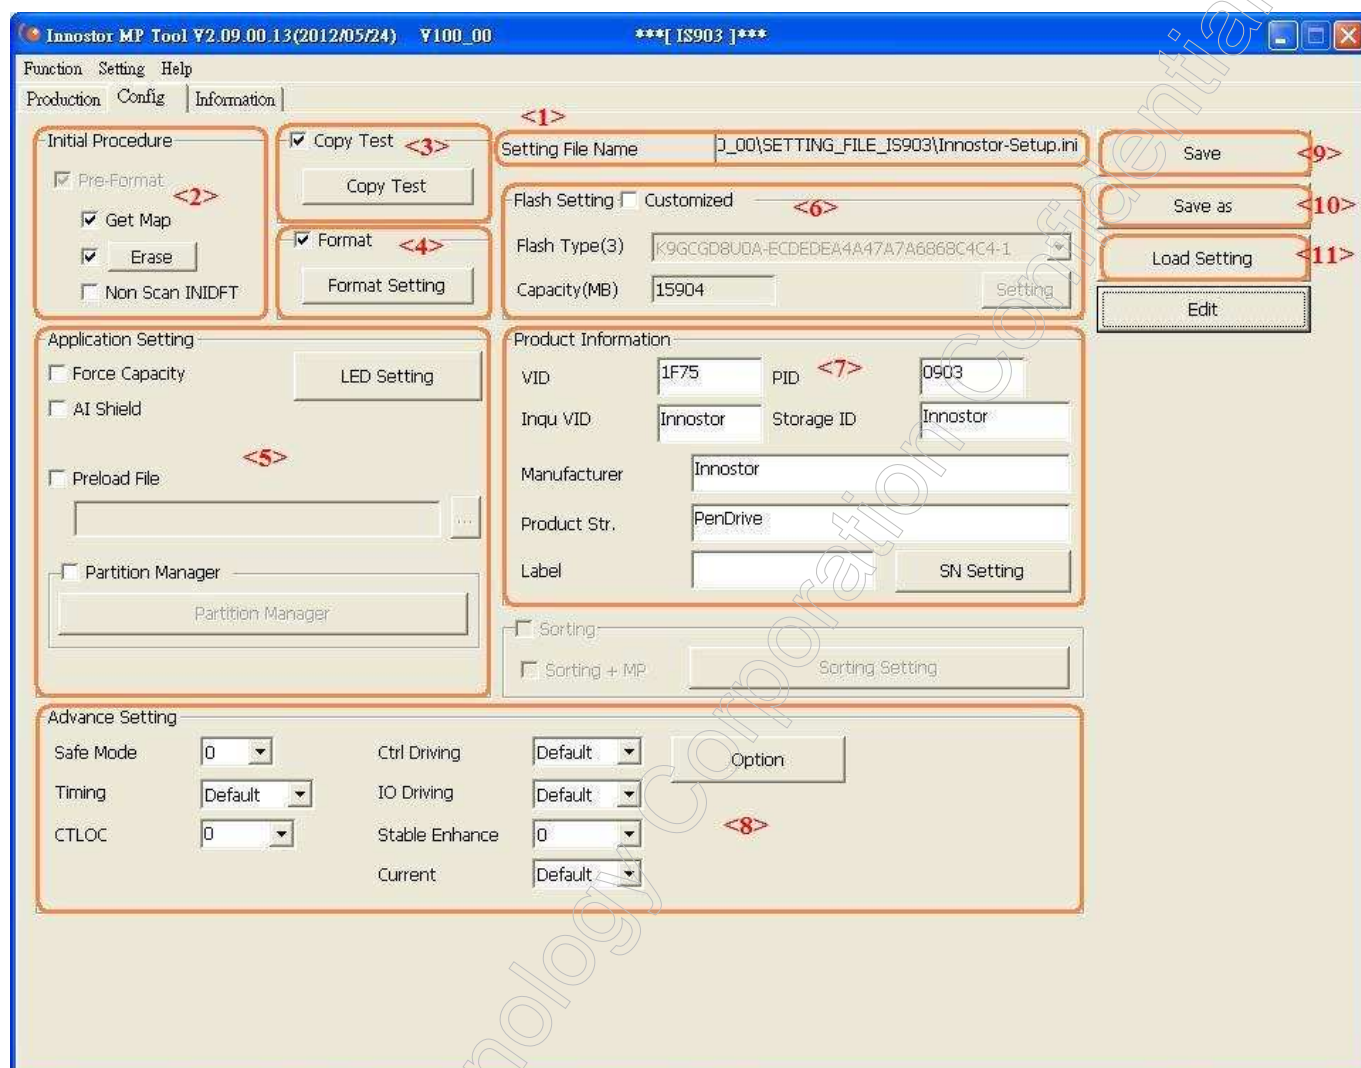 Innostor MP Tool V2.09.00.13(2012/05/24) V100_00 ***[ IS903 ]***
Function Setting Help
Production Config Information
<1>
Initial Procedure
Pre-Format
<2>
Get Map
Erase
Non Scan INIDFT
Copy Test <3>
Copy Test
Format <4>
Format Setting
Setting File Name J_00\SETTING_FILE_IS903\Innostor-Setup.ini
Flash Setting Customized <6>
Flash Type(3) K9GCGD8U0A-ECDEDEA4A47A7A6868C4C4-1
Capacity(MB) 15904 Setting
Save <9>
Save as <10>
Load Setting <11>
Edit
Application Setting
Force Capacity LED Setting
AI Shield
<5>
Preload File
...
Partition Manager
Partition Manager
Product Information
VID 1F75 PID <7> 0903
Inqu VID Innostor Storage ID Innostor
Manufacturer Innostor
Product Str. PenDrive
Label SN Setting
Sorting
Sorting + MP Sorting Setting
Advance Setting
Safe Mode 0 Ctrl Driving Default Option
Timing Default IO Driving Default
CTLOC 0 Stable Enhance 0 <8>
Current Default
nology Corporation Confidential